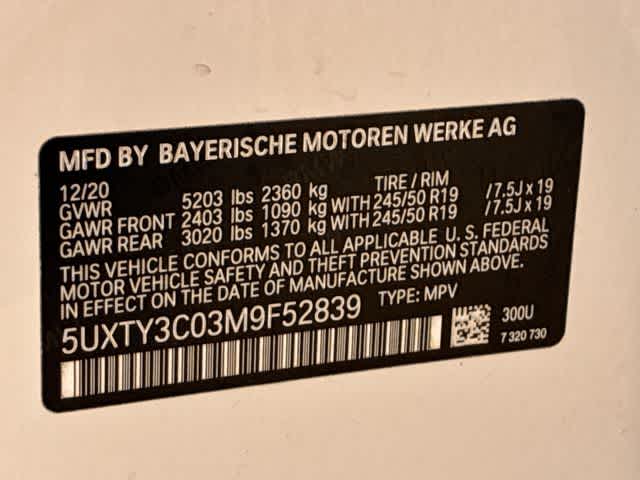 MFD BY BAYERISCHE MOTOREN WERKE AG
12/20 TIRE / RIM
GVWR 5203 lbs 2360 kg
GAWR FRONT 2403 lbs 1090 kg WITH 245/50 R19 /7.5J x 19
GAWR REAR 3020 lbs 1370 kg WITH 245/50 R19 /7.5J x 19
THIS VEHICLE CONFORMS TO ALL APPLICABLE U. S. FEDERAL
MOTOR VEHICLE SAFETY AND THEFT PREVENTION STANDARDS
IN EFFECT ON THE DATE OF MANUFACTURE SHOWN ABOVE.
5UXTY3C03M9F52839 TYPE: MPV
300U
7 320 730